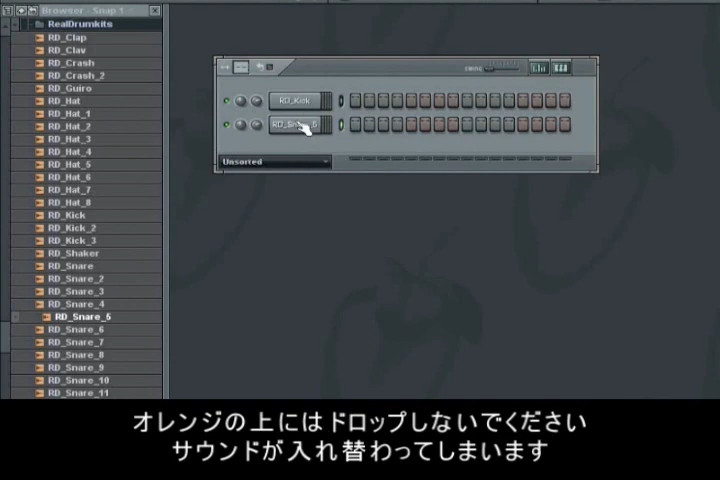 Browser - Snap 1
RealDrumkits
RD_Clap
RD_Clav
RD_Crash
RD_Crash_2
RD_Guiro
RD_Hat
RD_Hat_1
RD_Hat_2
RD_Hat_3
RD_Hat_4
RD_Hat_5
RD_Hat_6
RD_Hat_7
RD_Hat_8
RD_Kick
RD_Kick_2
RD_Kick_3
RD_Shaker
RD_Snare
RD_Snare_2
RD_Snare_3
RD_Snare_4
RD_Snare_5
RD_Snare_6
RD_Snare_7
RD_Snare_8
RD_Snare_9
RD_Snare_10
RD_Snare_11
RD_Kick
Unsorted
オレンジの上にはドロップしないでください
サウンドが入れ替わってしまいます